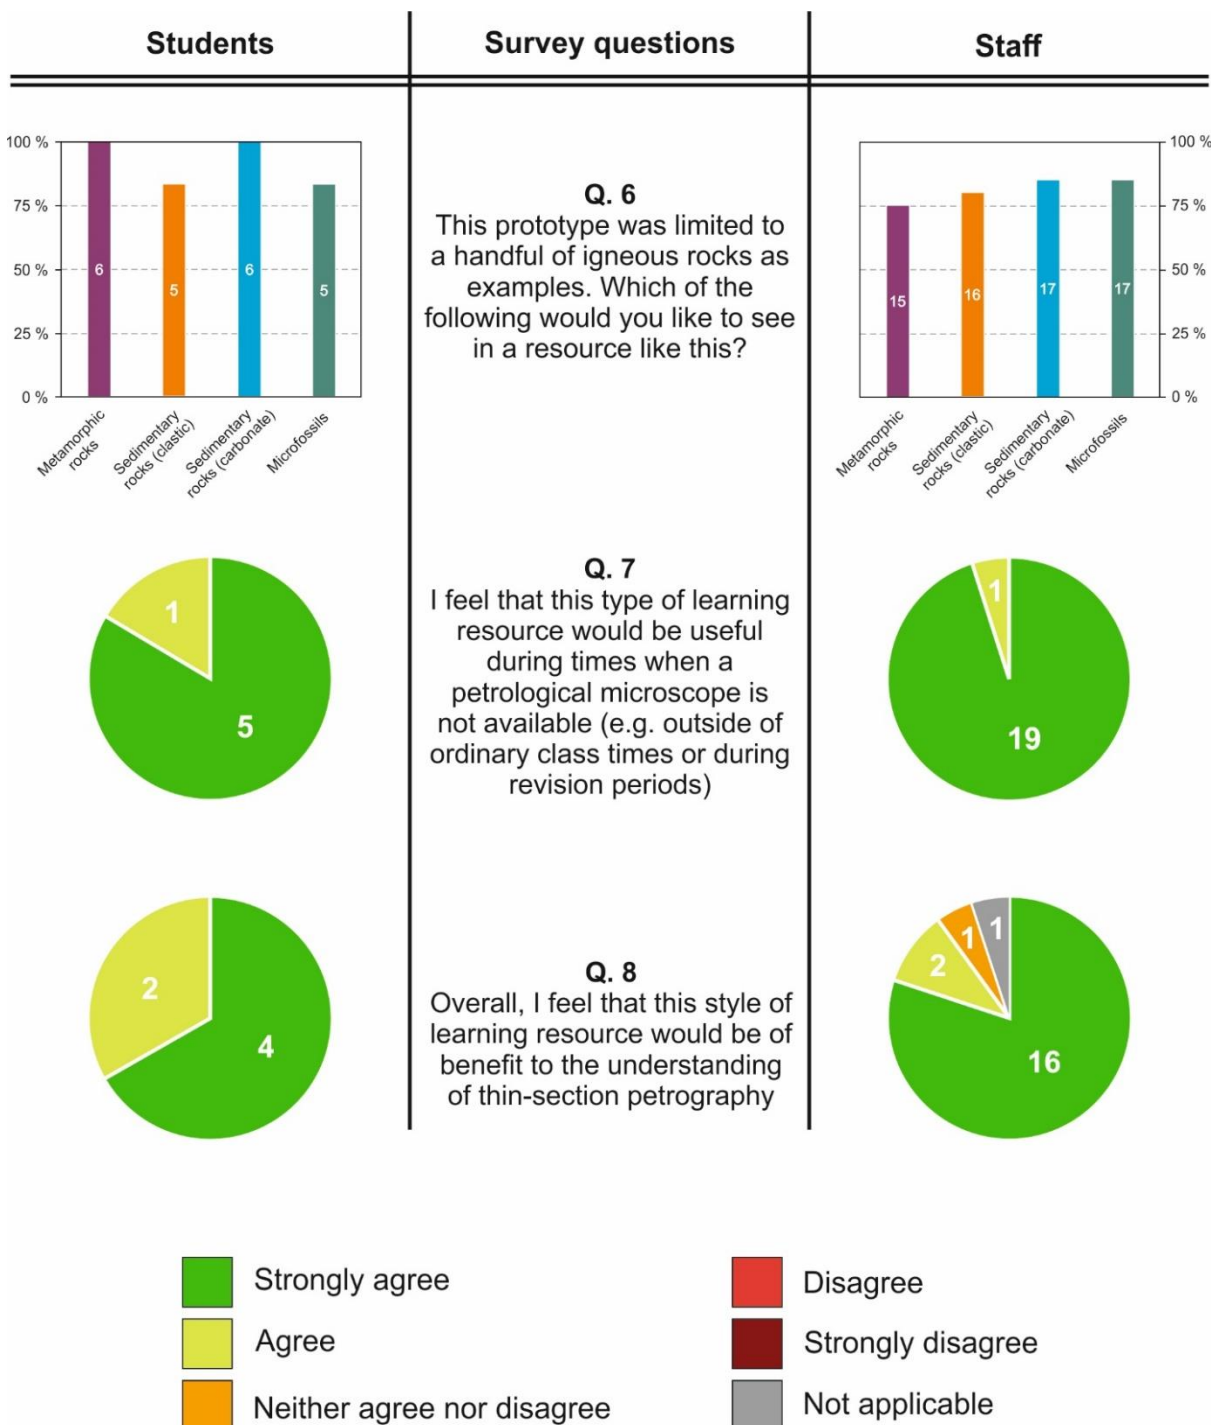 Students
Survey questions
Staff
100 %
75 %
50 %
25 %
0 %
6
5
6
5
Metamorphic
rocks
Sedimentary
rocks (clastic)
Sedimentary
rocks (carbonate)
Microfossils
Q. 6
This prototype was limited to
a handful of igneous rocks as
examples. Which of the
following would you like to see
in a resource like this?
100 %
75 %
50 %
25 %
0 %
15
16
17
17
Metamorphic
rocks
Sedimentary
rocks (clastic)
Sedimentary
rocks (carbonate)
Microfossils
1
5
Q. 7
I feel that this type of learning
resource would be useful
during times when a
petrological microscope is
not available (e.g. outside of
ordinary class times or during
revision periods)
1
19
2
4
Q. 8
Overall, I feel that this style of
learning resource would be of
benefit to the understanding
of thin-section petrography
2
1
1
16
Strongly agree
Agree
Neither agree nor disagree
Disagree
Strongly disagree
Not applicable